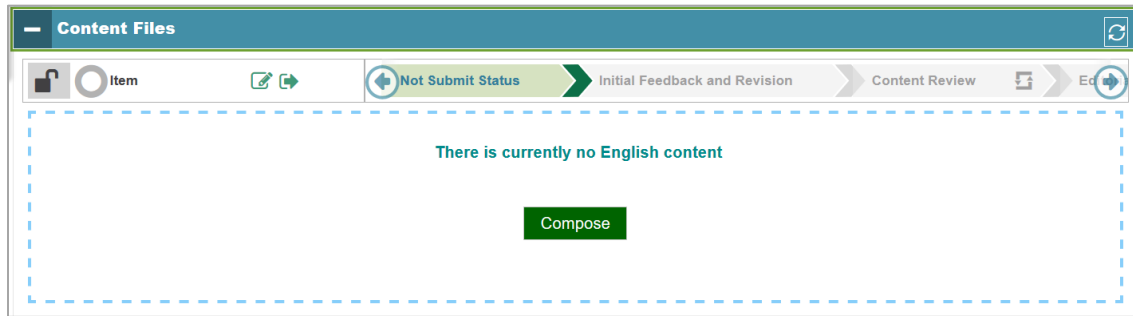 Content Files
Item
Not Submit Status
Initial Feedback and Revision
Content Review
Ed
There is currently no English content
Compose